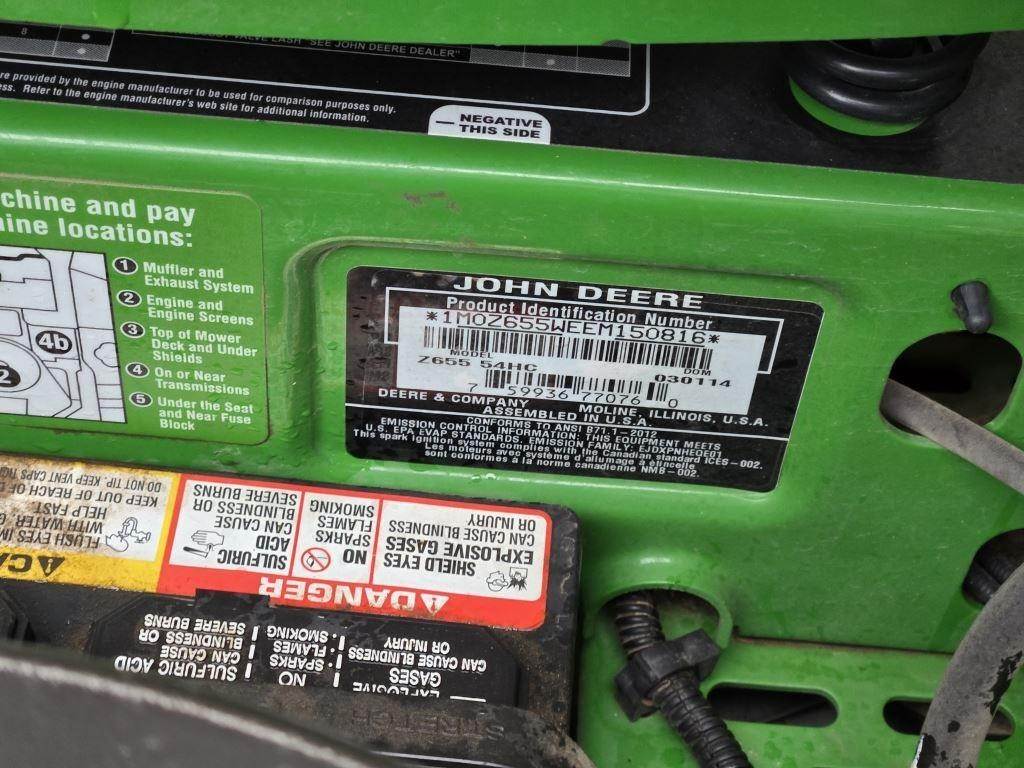 8
VALVE LASH "SEE JOHN DEERE DEALER"
re provided by the engine manufacturer to be used for comparison purposes only.
ess. Refer to the engine manufacturer's web site for additional information.
— NEGATIVE
THIS SIDE
chine and pay
ine locations:
1 Muffler and
Exhaust System
2 Engine and
Engine Screens
3 Top of Mower
Deck and Under
Shields
4 On or Near
Transmissions
5 Under the Seat
and Near Fuse
Block
4b
2
JOHN DEERE
Product Identification Number
*1M0Z655WEEM150816*
MODEL
Z655 54HC
DOM
030114
7 59936 77076 0
DEERE & COMPANY MOLINE, ILLINOIS, U.S.A.
ASSEMBLED IN U.S.A.
CONFORMS TO ANSI B71.1-2012
EMISSION CONTROL INFORMATION: THIS EQUIPMENT MEETS
U.S. EPA EVAP STANDARDS. EMISSION FAMILY: EJDXPNHEQE01
This spark ignition system complies with the Canadian standard ICES-002.
Les moteurs avec système d'allumage à étincelle
sont conformes à la norme canadienne NMB-002.
DANGER
SHIELD EYES
EXPLOSIVE GASES
CAN CAUSE BLINDNESS
OR INJURY
NO
SPARKS
FLAMES
SMOKING
SULFURIC
ACID
CAN CAUSE
BLINDNESS OR
SEVERE BURNS
FLUSH EYES
WITH WATER
HELP FAST
KEEP OUT OF REACH OF
DO NOT TIP. KEEP VENT CAPS
EXPLOSIVE
GASES
CAN CAUSE BLINDNESS
OR INJURY
NO
• SPARKS
• FLAMES
• SMOKING
SULFURIC ACID
CAN CAUSE
BLINDNESS OR
SEVERE BURNS
STRETCH